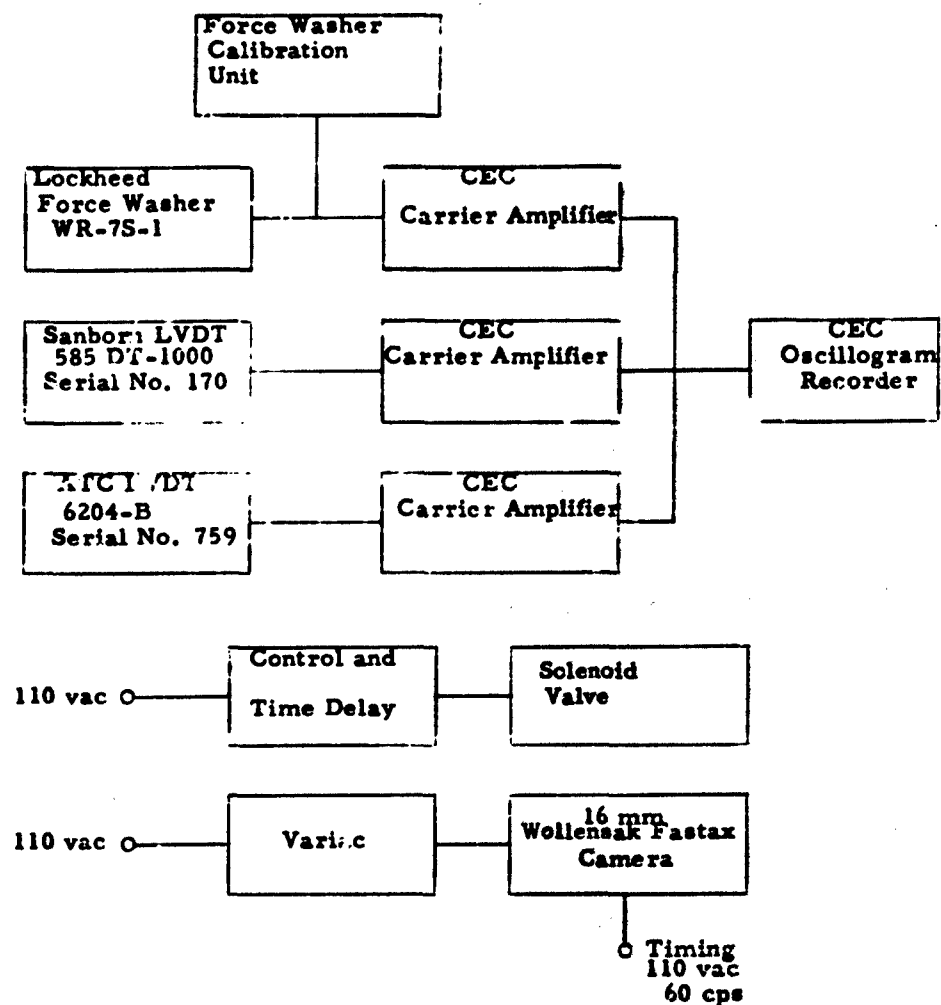 Force Washer
Calibration
Unit
Lockheed
Force Washer
WR-7S-1
CEC
Carrier Amplifier
Sanborn LVDT
585 DT-1000
Serial No. 170
CEC
Carrier Amplifier
CEC
Oscillogram
Recorder
LVDT
6204-B
Serial No. 759
CEC
Carrier Amplifier
110 vac
Control and
Time Delay
Solenoid
Valve
110 vac
Variac
16 mm
Wollensak Fastax
Camera
Timing
110 vac
60 cps